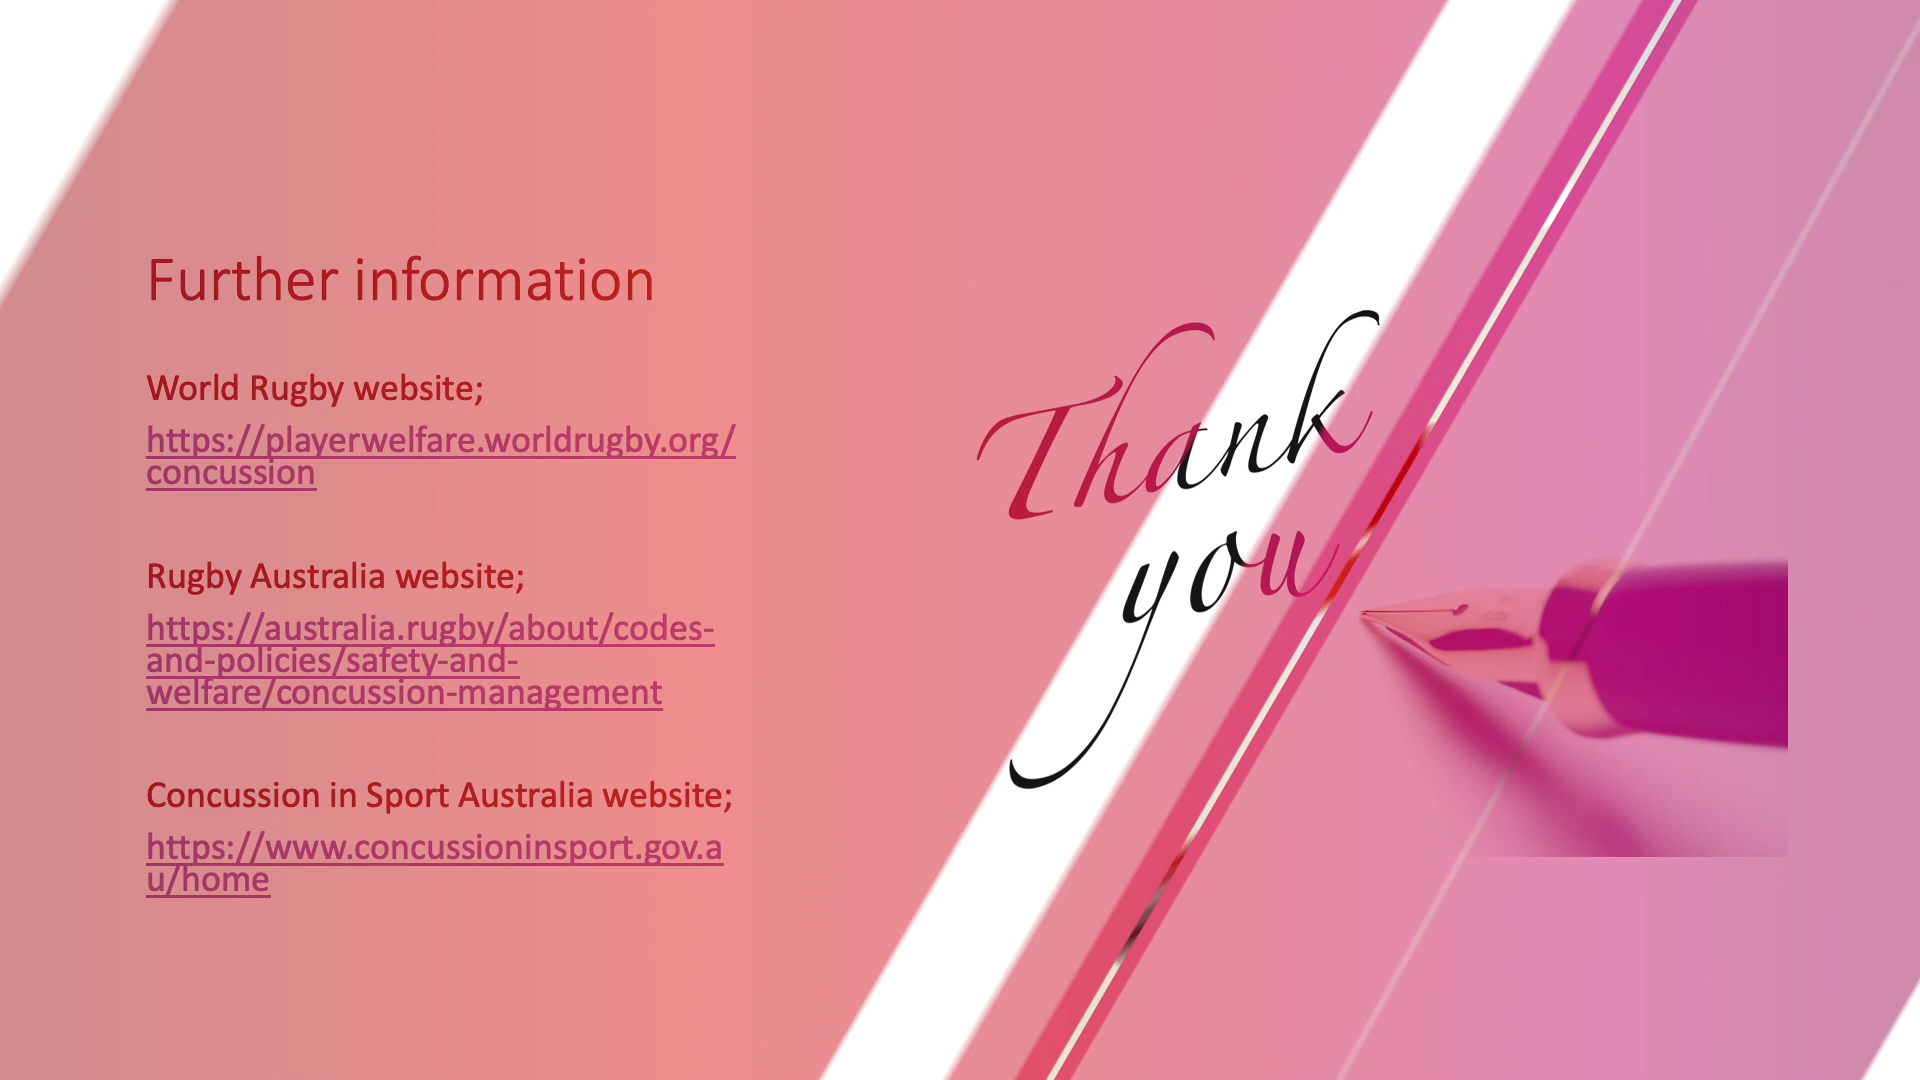 Further information
World Rugby website;
https://playerwelfare.worldrugby.org/
concussion
Rugby Australia website;
https://australia.rugby/about/codes-
and-policies/safety-and-
welfare/concussion-management
Concussion in Sport Australia website;
https://www.concussioninsport.gov.a
u/home
Thank
you